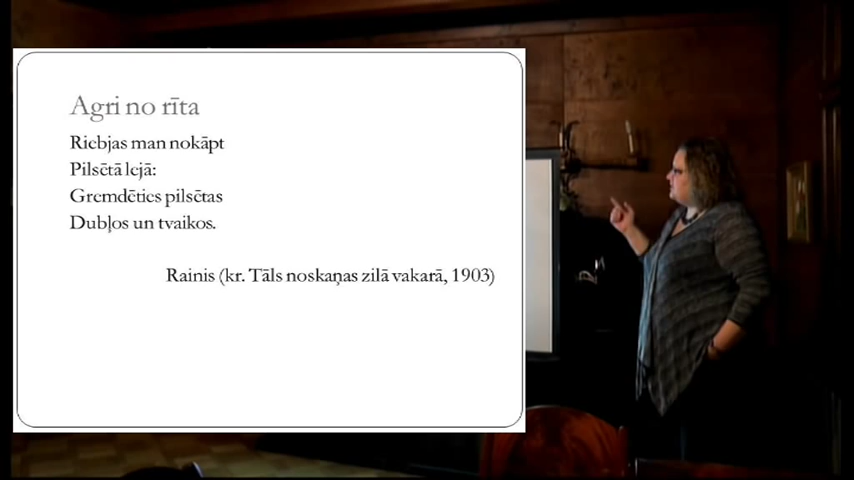 Agri no rīta
Riebjas man nokāpt
Pilsētā lejā:
Gremdēties pilsētas
Dubļos un tvaikos.
Rainis (kr. Tāls noskaņas zilā vakarā, 1903)